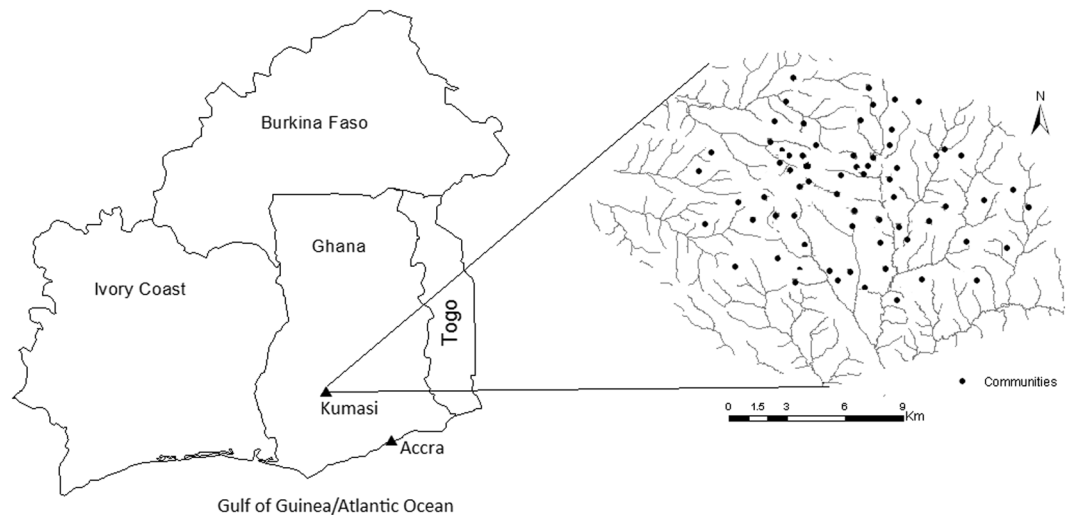 Burkina Faso
N
Ghana
Ivory Coast
Togo
Communities
0 1.5 3 6 9
Km
Kumasi
Accra
Gulf of Guinea/Atlantic Ocean